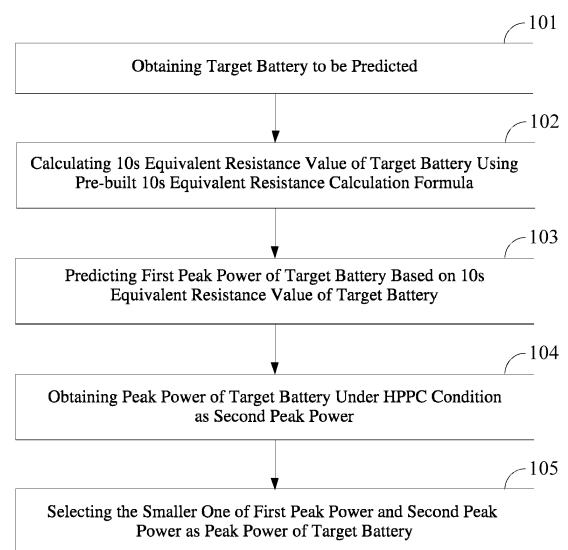 101
Obtaining Target Battery to be Predicted
102
Calculating 10s Equivalent Resistance Value of Target Battery Using
Pre-built 10s Equivalent Resistance Calculation Formula
103
Predicting First Peak Power of Target Battery Based on 10s
Equivalent Resistance Value of Target Battery
104
Obtaining Peak Power of Target Battery Under HPPC Condition
as Second Peak Power
105
Selecting the Smaller One of First Peak Power and Second Peak
Power as Peak Power of Target Battery